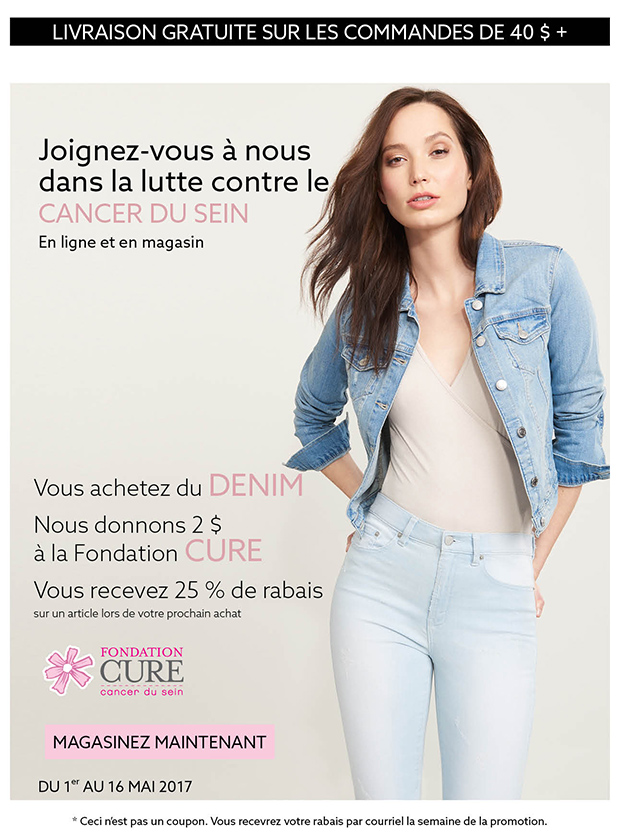 LIVRAISON GRATUITE SUR LES COMMANDES DE 40 $ +
Joignez-vous à nous
dans la lutte contre le
CANCER DU SEIN
En ligne et en magasin
Vous achetez du DENIM
Nous donnons 2 $
à la Fondation CURE
Vous recevez 25 % de rabais
sur un article lors de votre prochain achat
FONDATION
CURE
cancer du sein
MAGASINEZ MAINTENANT
DU 1er AU 16 MAI 2017
* Ceci n'est pas un coupon. Vous recevrez votre rabais par courriel la semaine de la promotion.